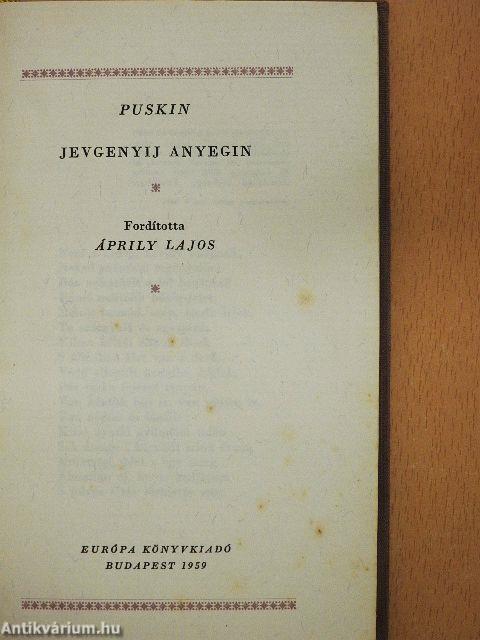 PUSKIN
JEVGENYIJ ANYEGIN
Fordította
ÁPRILY LAJOS
EURÓPA KÖNYVKIADÓ
BUDAPEST 1959
Antikvárium.hu